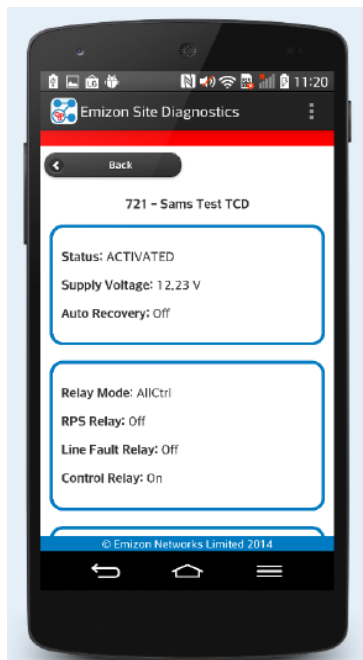 11:20
Emizon Site Diagnostics
Back
721 - Sams Test TCD
Status: ACTIVATED
Supply Voltage: 12.23 V
Auto Recovery: Off
Relay Mode: AllCtrl
RPS Relay: Off
Line Fault Relay: Off
Control Relay: On
© Emizon Networks Limited 2014